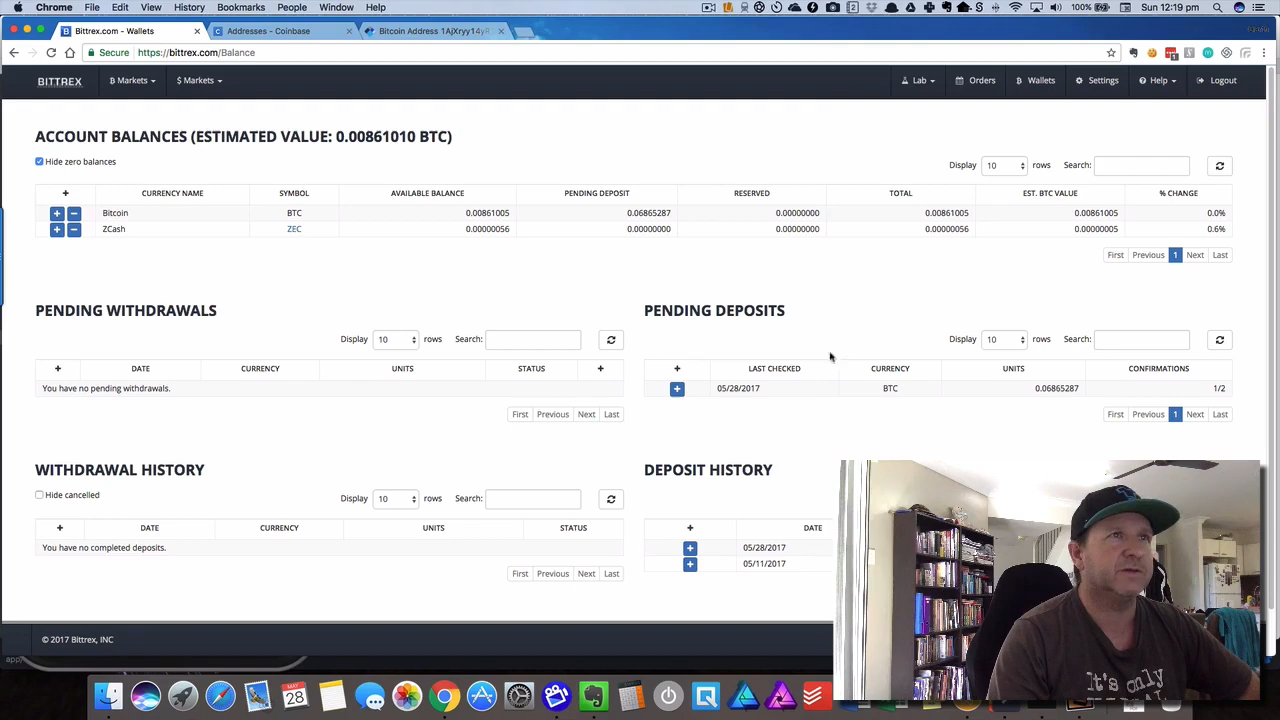 Chrome File Edit View History Bookmarks People Window Help 100% Sun 12:19 pm
Bittrex.com - Wallets Addresses - Coinbase Bitcoin Address 1AjXryy14y
Secure https://bittrex.com/Balance
BITTREX B Markets $ Markets Lab Orders Wallets Settings Help Logout
ACCOUNT BALANCES (ESTIMATED VALUE: 0.00861010 BTC)
Hide zero balances
Display 10 rows Search:
+ CURRENCY NAME SYMBOL AVAILABLE BALANCE PENDING DEPOSIT RESERVED TOTAL EST. BTC VALUE % CHANGE
+ − Bitcoin BTC 0.00861005 0.06865287 0.00000000 0.00861005 0.00861005 0.0%
+ − ZCash ZEC 0.00000056 0.00000000 0.00000000 0.00000056 0.00000005 0.6%
First Previous 1 Next Last
PENDING WITHDRAWALS
Display 10 rows Search:
+ DATE CURRENCY UNITS STATUS +
You have no pending withdrawals.
First Previous Next Last
PENDING DEPOSITS
Display 10 rows Search:
+ LAST CHECKED CURRENCY UNITS CONFIRMATIONS
+ 05/28/2017 BTC 0.06865287 1/2
First Previous 1 Next Last
WITHDRAWAL HISTORY
Hide cancelled
Display 10 rows Search:
+ DATE CURRENCY UNITS STATUS
You have no completed deposits.
First Previous Next Last
DEPOSIT HISTORY
+ DATE
+ 05/28/2017
+ 05/11/2017
© 2017 Bittrex, INC
app/
MAY
28
It's only